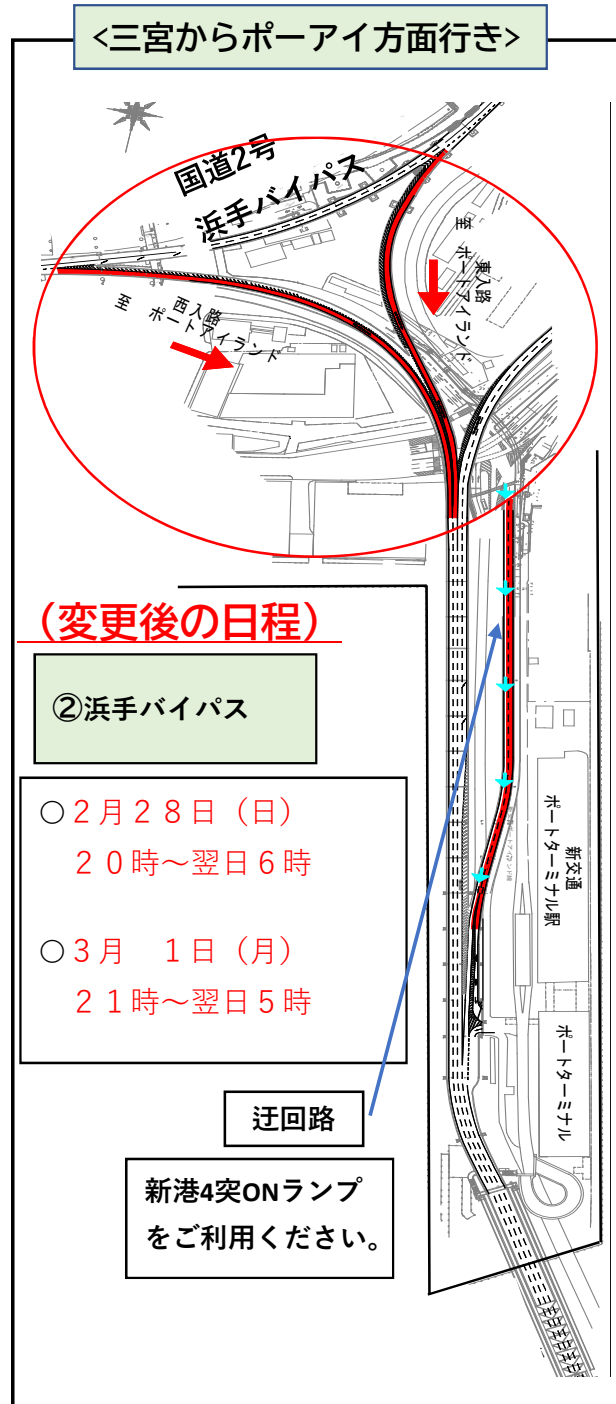 <三宮からポーアイ方面行き>
国道2号
浜手バイパス
東入路
至 ポートアイランド
西入路
至 ポートアイランド
（変更後の日程）
②浜手バイパス
○２月２８日（日）
２０時～翌日６時
○３月　１日（月）
２１時～翌日５時
新交通
ポートターミナル駅
ポートターミナル
迂回路
新港4突ONランプ
をご利用ください。